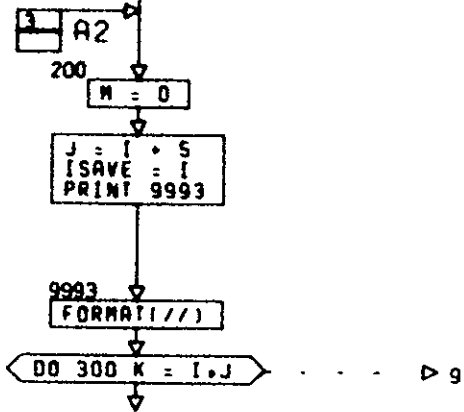 3
A2
200
M = 0
J = I + 5
ISAVE = I
PRINT 9993
9993
FORMAT(//)
DO 300 K = I,J
g